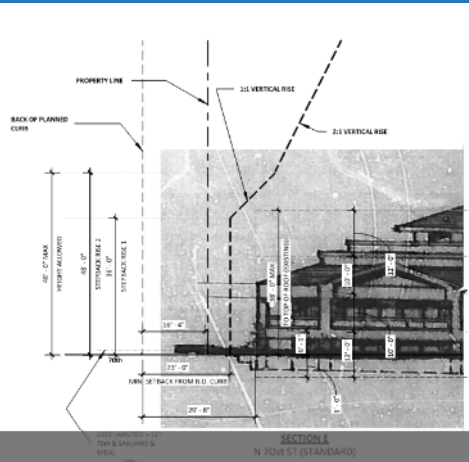 PROPERTY LINE
1:1 VERTICAL RISE
BACK OF PLANNED
CURB
2:1 VERTICAL RISE
48' - 0" MAX
HEIGHT ALLOWED
48' - 0"
STEPBACK RISE 2
36' - 0"
STEPBACK RISE 1
38' - 0" MAX
TO TOP OF ROOF (EXISTING)
10' - 0"
12' - 0"
16' - 4"
6' - 0"
12' - 0"
10' - 0"
70th
23' - 0"
MIN. SETBACK FROM B.O. CURB
29' - 8"
SECTION E
N 70st ST (STANDARD)